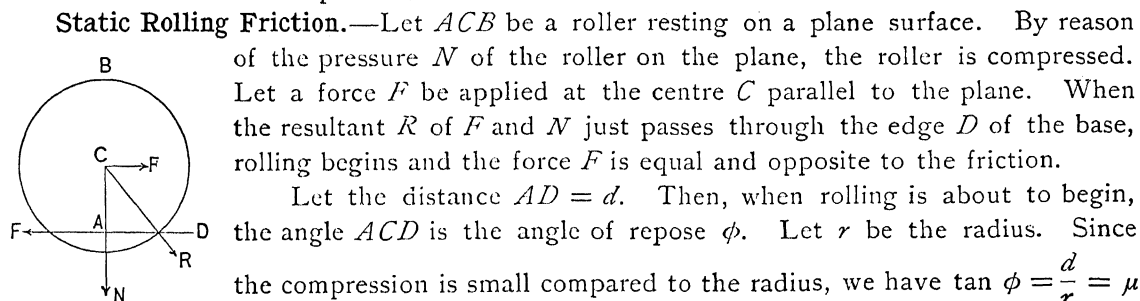 Static Rolling Friction.—Let ACB be a roller resting on a plane surface. By reason
of the pressure N of the roller on the plane, the roller is compressed.
Let a force F be applied at the centre C parallel to the plane. When
the resultant R of F and N just passes through the edge D of the base,
rolling begins and the force F is equal and opposite to the friction.
Let the distance AD = d. Then, when rolling is about to begin,
the angle ACD is the angle of repose φ. Let r be the radius. Since
the compression is small compared to the radius, we have tan φ = d/r = μ
B
C
F
A
F
D
R
N